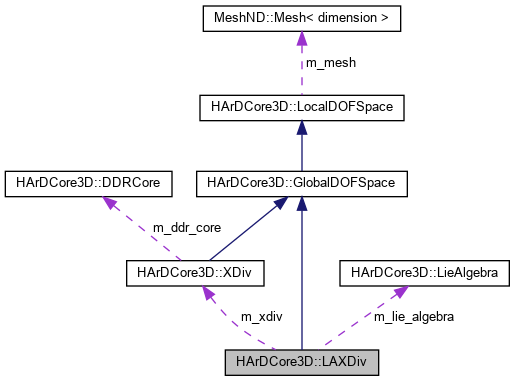 MeshND::Mesh< dimension >
m_mesh
HArDCore3D::LocalDOFSpace
HArDCore3D::DDRCore
HArDCore3D::GlobalDOFSpace
m_ddr_core
HArDCore3D::XDiv
HArDCore3D::LieAlgebra
m_xdiv
m_lie_algebra
HArDCore3D::LAXDiv